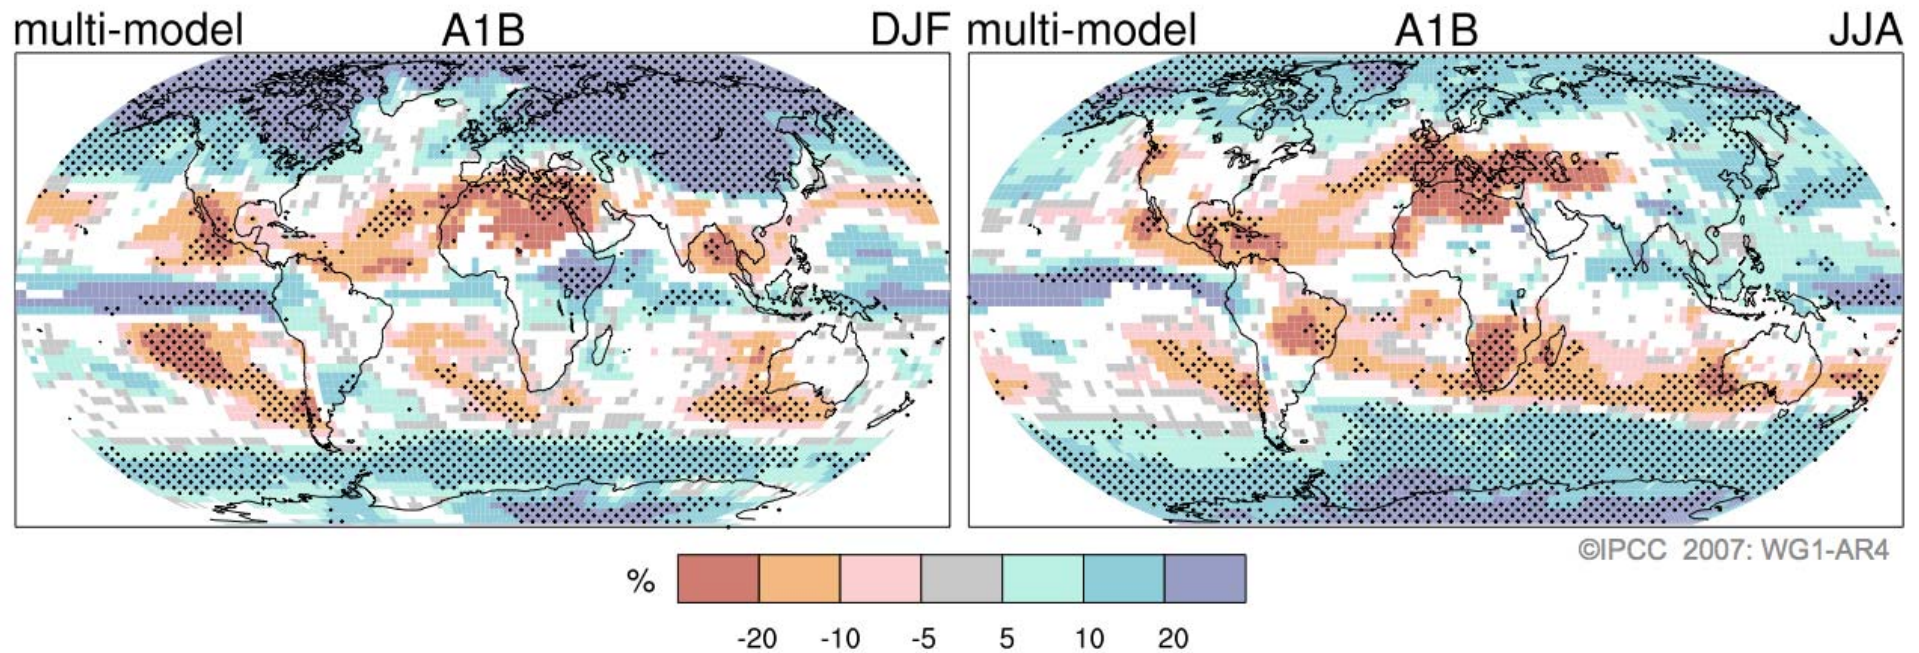 multi-model A1B DJF
multi-model A1B JJA
©IPCC 2007: WG1-AR4
%
-20 -10 -5 5 10 20